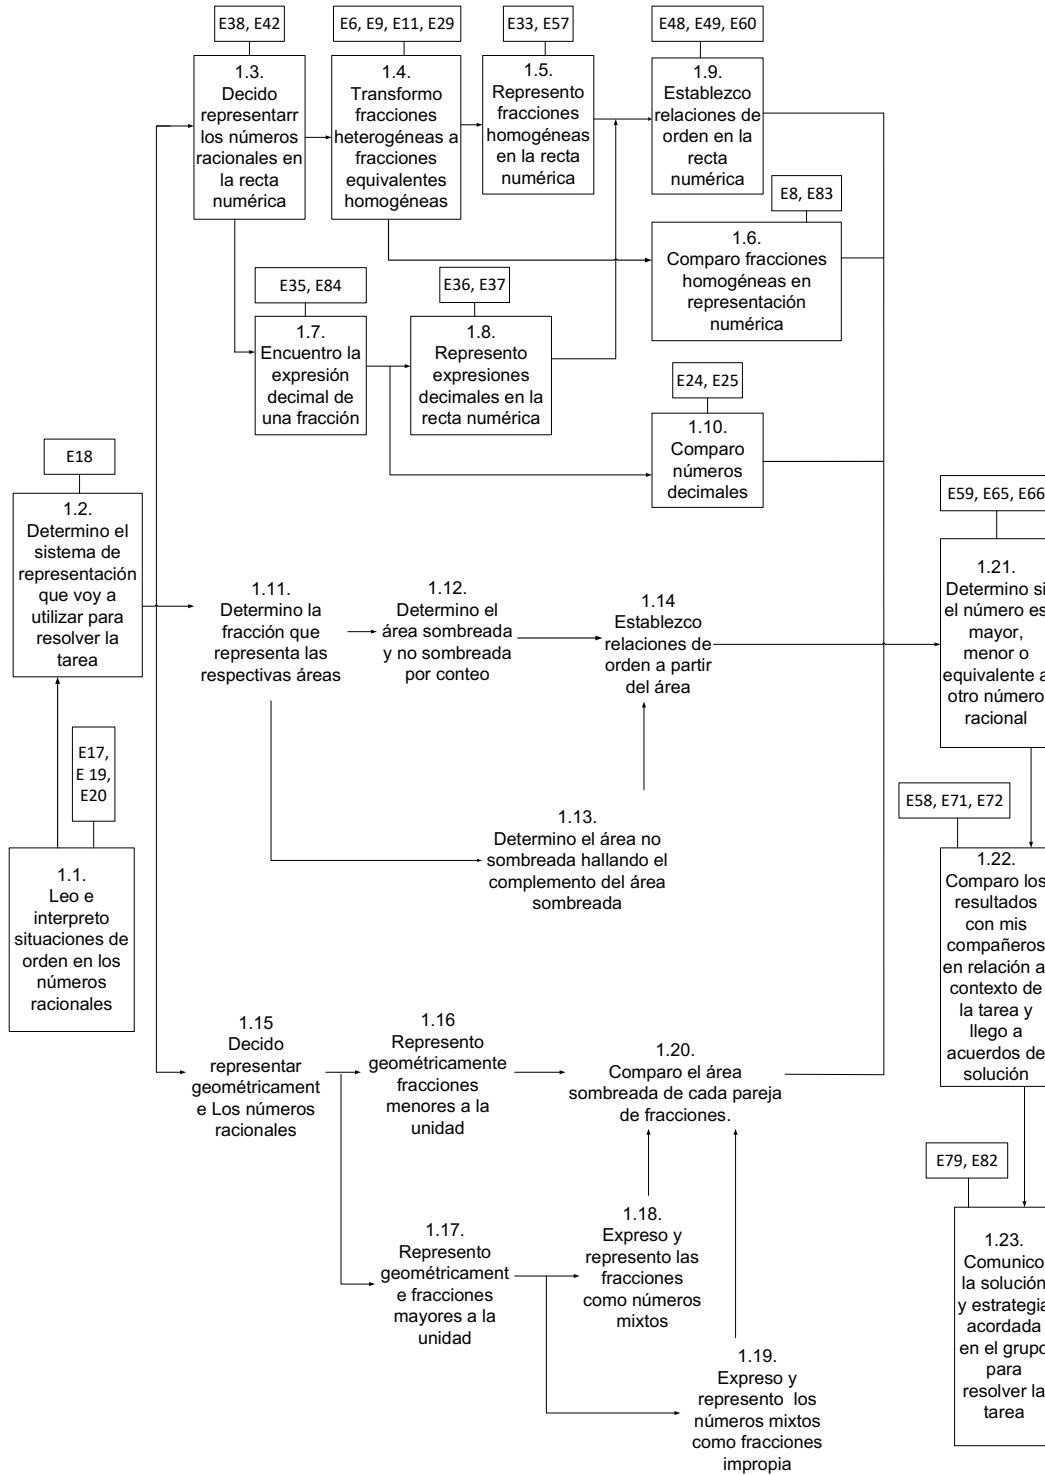 E38, E42
1.3.
Decido
representarr
los números
racionales en
la recta
numérica
E6, E9, E11, E29
1.4.
Transformo
fracciones
heterogéneas a
fracciones
equivalentes
homogéneas
E33, E57
1.5.
Represento
fracciones
homogéneas
en la recta
numérica
E48, E49, E60
1.9.
Establezco
relaciones de
orden en la
recta
numérica
E8, E83
1.6.
Comparo fracciones
homogéneas en
representación
numérica
E35, E84
1.7.
Encuentro la
expresión
decimal de
una fracción
E36, E37
1.8.
Represento
expresiones
decimales en la
recta numérica
E24, E25
1.10.
Comparo
números
decimales
E18
1.2.
Determino el
sistema de
representación
que voy a
utilizar para
resolver la
tarea
E17,
E 19,
E20
1.1.
Leo e
interpreto
situaciones de
orden en los
números
racionales
1.11.
Determino la
fracción que
representa las
respectivas áreas
1.12.
Determino el
área sombreada
y no sombreada
por conteo
1.14
Establezco
relaciones de
orden a partir
del área
1.13.
Determino el área no
sombreada hallando el
complemento del área
sombreada
1.15
Decido
representar
geométricament
e Los números
racionales
1.16
Represento
geométricamente
fracciones
menores a la
unidad
1.20.
Comparo el área
sombreada de cada pareja
de fracciones.
1.17.
Represento
geométricament
e fracciones
mayores a la
unidad
1.18.
Expreso y
represento las
fracciones
como números
mixtos
1.19.
Expreso y
represento los
números mixtos
como fracciones
impropia
E59, E65, E66
1.21.
Determino si
el número es
mayor,
menor o
equivalente a
otro número
racional
E58, E71, E72
1.22.
Comparo los
resultados
con mis
compañeros
en relación a
contexto de
la tarea y
llego a
acuerdos de
solución
E79, E82
1.23.
Comunico
la solución
y estrategia
acordada
en el grupo
para
resolver la
tarea